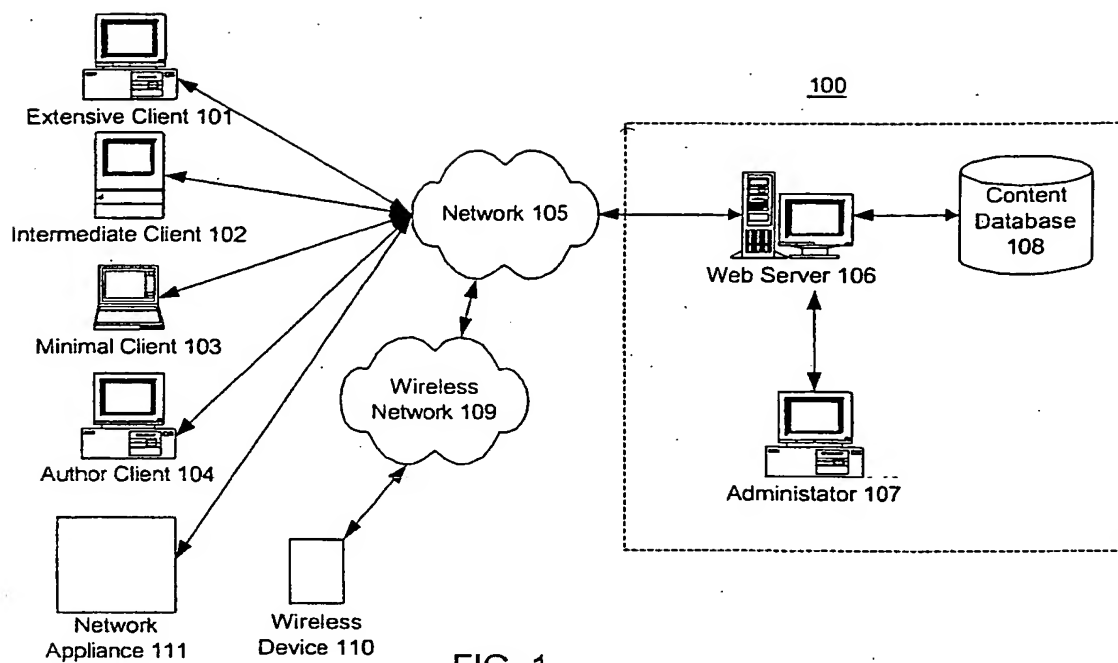 Extensive Client 101
Intermediate Client 102
Minimal Client 103
Author Client 104
Network
Appliance 111
Wireless
Device 110
Network 105
Wireless
Network 109
100
Web Server 106
Content
Database
108
Administator 107
FIG. 1